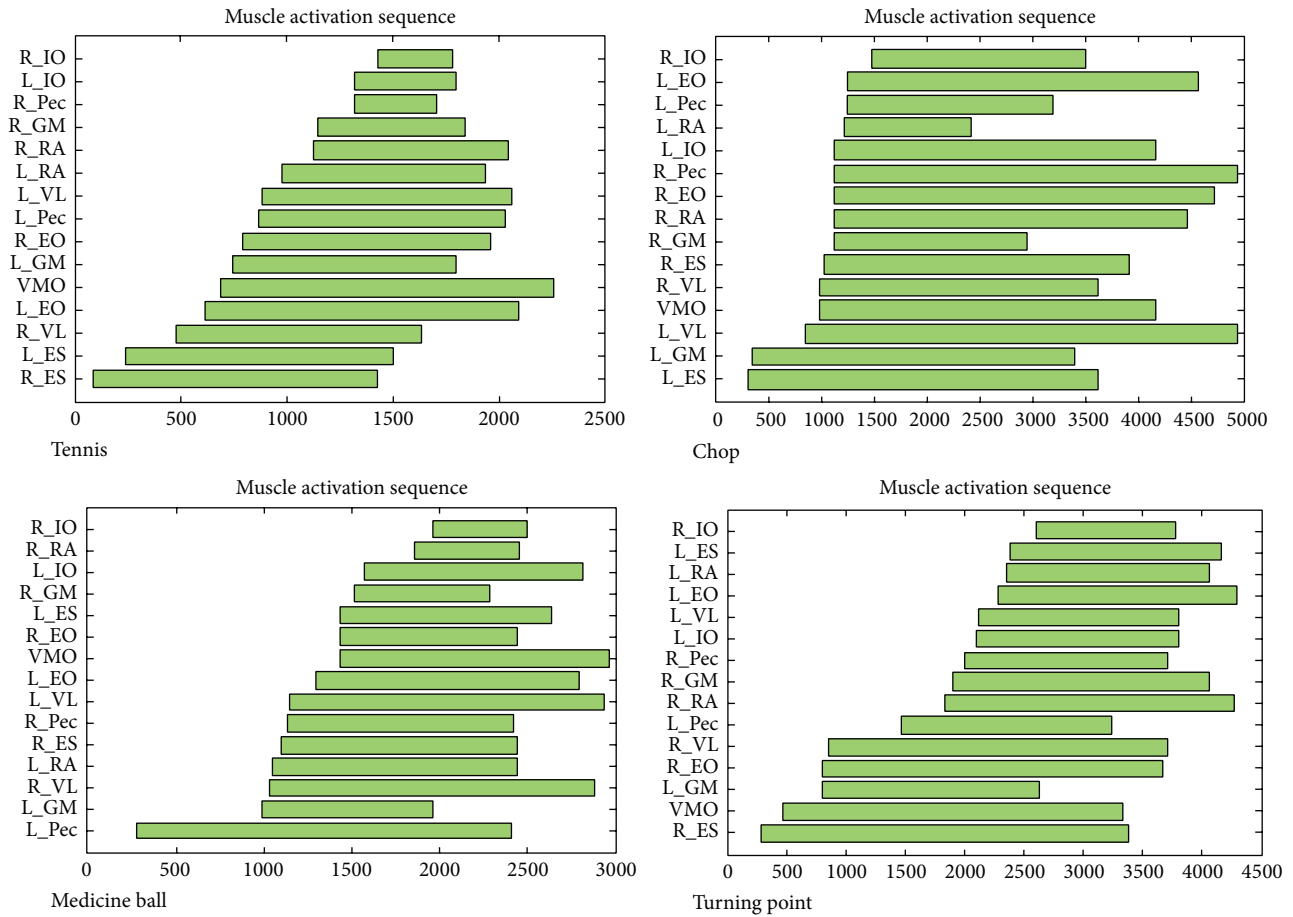 Muscle activation sequence
R_IO
L_IO
R_Pec
R_GM
R_RA
L_RA
L_VL
L_Pec
R_EO
L_GM
VMO
L_EO
R_VL
L_ES
R_ES
0 500 1000 1500 2000 2500
Tennis
Muscle activation sequence
R_IO
L_EO
L_Pec
L_RA
L_IO
R_Pec
R_EO
R_RA
R_GM
R_ES
R_VL
VMO
L_VL
L_GM
L_ES
0 500 1000 1500 2000 2500 3000 3500 4000 4500 5000
Chop
Muscle activation sequence
R_IO
R_RA
L_IO
R_GM
L_ES
R_EO
VMO
L_EO
L_VL
R_Pec
R_ES
L_RA
R_VL
L_GM
L_Pec
0 500 1000 1500 2000 2500 3000
Medicine ball
Muscle activation sequence
R_IO
L_ES
L_RA
L_EO
L_VL
L_IO
R_Pec
R_GM
R_RA
L_Pec
R_VL
R_EO
L_GM
VMO
R_ES
0 500 1000 1500 2000 2500 3000 3500 4000 4500
Turning point